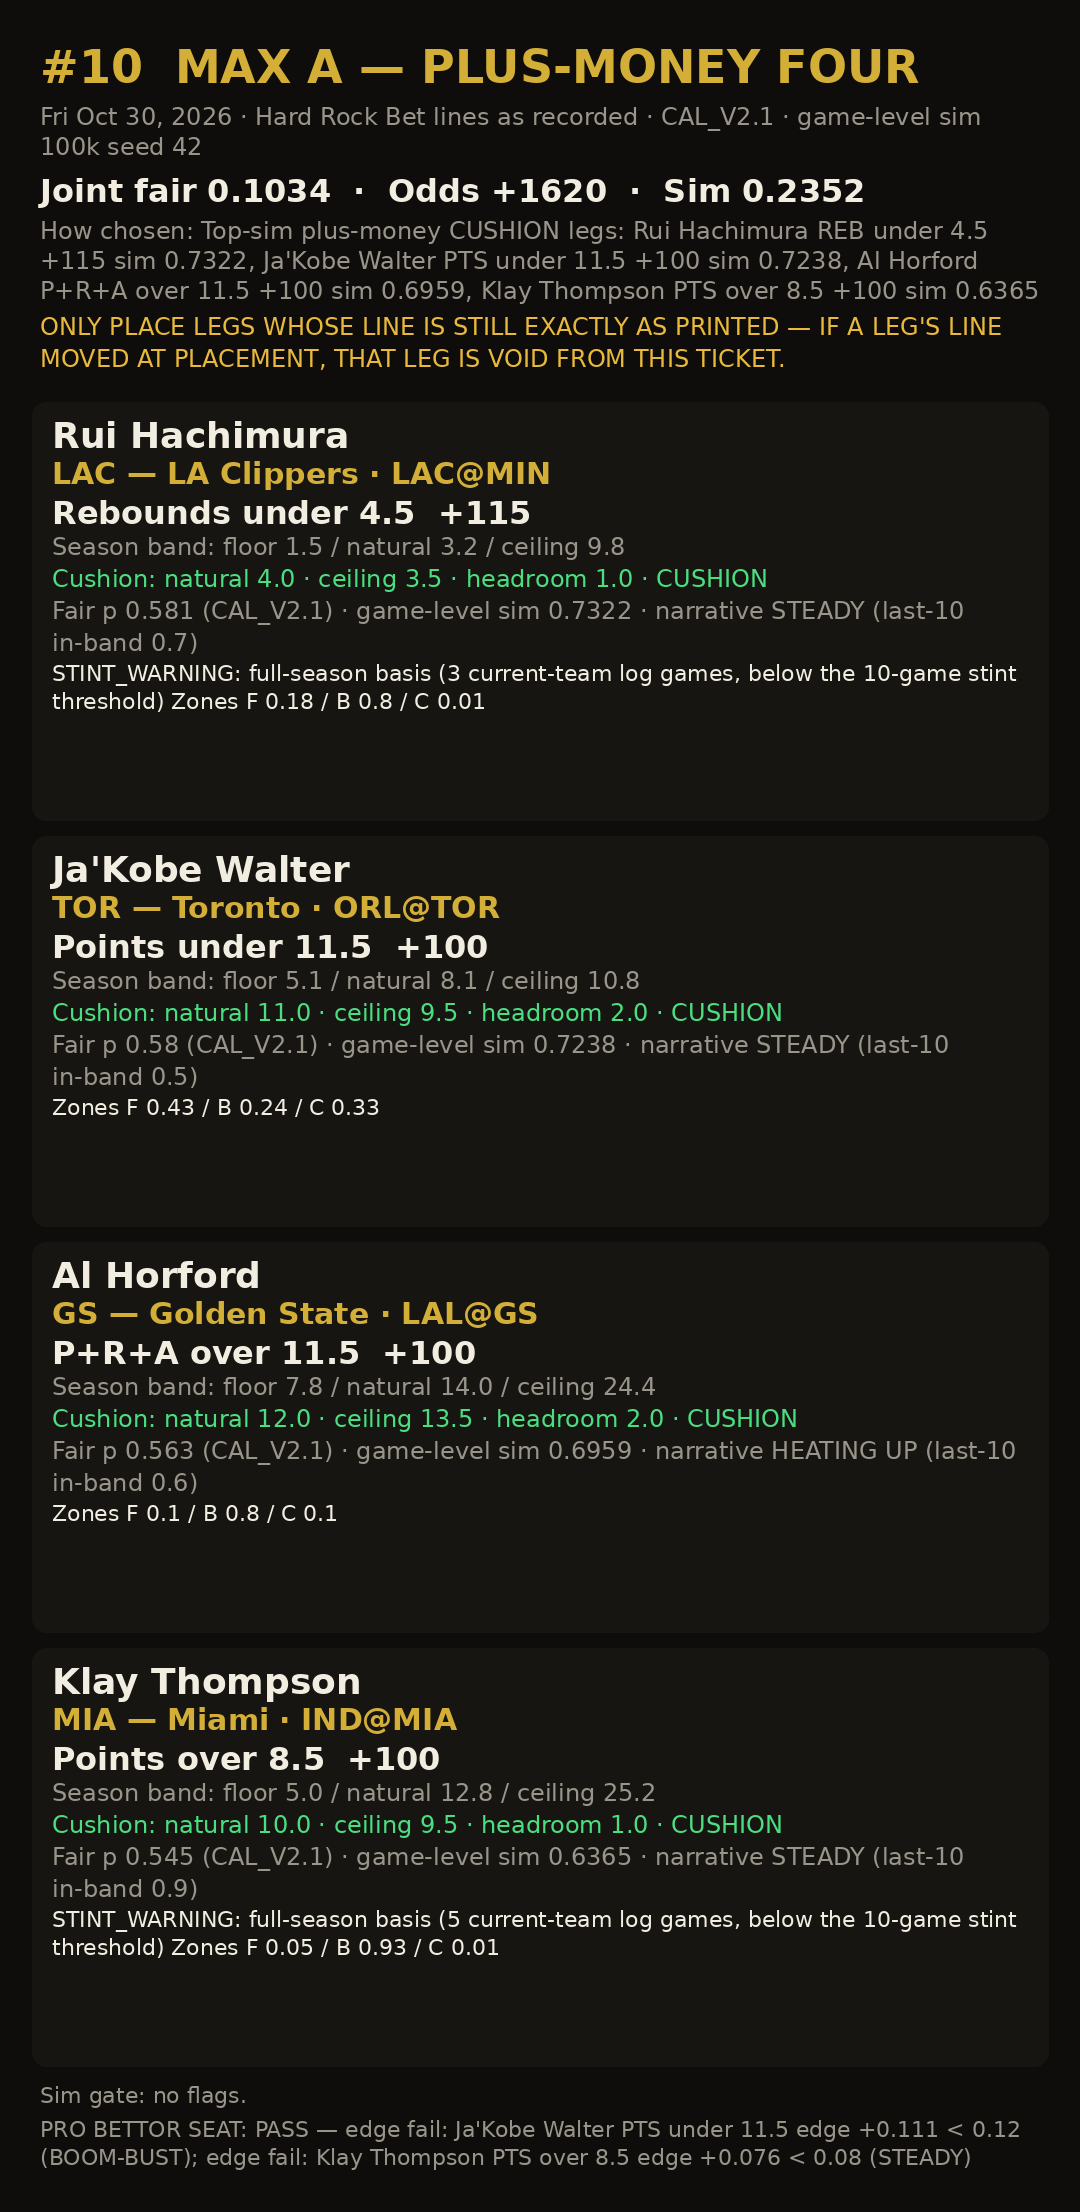 #10  MAX A — PLUS-MONEY FOUR
Fri Oct 30, 2026 · Hard Rock Bet lines as recorded · CAL_V2.1 · game-level sim
100k seed 42
Joint fair 0.1034  ·  Odds +1620  ·  Sim 0.2352
How chosen: Top-sim plus-money CUSHION legs: Rui Hachimura REB under 4.5
+115 sim 0.7322, Ja'Kobe Walter PTS under 11.5 +100 sim 0.7238, Al Horford
P+R+A over 11.5 +100 sim 0.6959, Klay Thompson PTS over 8.5 +100 sim 0.6365
ONLY PLACE LEGS WHOSE LINE IS STILL EXACTLY AS PRINTED — IF A LEG'S LINE
MOVED AT PLACEMENT, THAT LEG IS VOID FROM THIS TICKET.
Rui Hachimura
LAC — LA Clippers · LAC@MIN
Rebounds under 4.5  +115
Season band: floor 1.5 / natural 3.2 / ceiling 9.8
Cushion: natural 4.0 · ceiling 3.5 · headroom 1.0 · CUSHION
Fair p 0.581 (CAL_V2.1) · game-level sim 0.7322 · narrative STEADY (last-10
in-band 0.7)
STINT_WARNING: full-season basis (3 current-team log games, below the 10-game stint
threshold) Zones F 0.18 / B 0.8 / C 0.01
Ja'Kobe Walter
TOR — Toronto · ORL@TOR
Points under 11.5  +100
Season band: floor 5.1 / natural 8.1 / ceiling 10.8
Cushion: natural 11.0 · ceiling 9.5 · headroom 2.0 · CUSHION
Fair p 0.58 (CAL_V2.1) · game-level sim 0.7238 · narrative STEADY (last-10
in-band 0.5)
Zones F 0.43 / B 0.24 / C 0.33
Al Horford
GS — Golden State · LAL@GS
P+R+A over 11.5  +100
Season band: floor 7.8 / natural 14.0 / ceiling 24.4
Cushion: natural 12.0 · ceiling 13.5 · headroom 2.0 · CUSHION
Fair p 0.563 (CAL_V2.1) · game-level sim 0.6959 · narrative HEATING UP (last-10
in-band 0.6)
Zones F 0.1 / B 0.8 / C 0.1
Klay Thompson
MIA — Miami · IND@MIA
Points over 8.5  +100
Season band: floor 5.0 / natural 12.8 / ceiling 25.2
Cushion: natural 10.0 · ceiling 9.5 · headroom 1.0 · CUSHION
Fair p 0.545 (CAL_V2.1) · game-level sim 0.6365 · narrative STEADY (last-10
in-band 0.9)
STINT_WARNING: full-season basis (5 current-team log games, below the 10-game stint
threshold) Zones F 0.05 / B 0.93 / C 0.01
Sim gate: no flags.
PRO BETTOR SEAT: PASS — edge fail: Ja'Kobe Walter PTS under 11.5 edge +0.111 < 0.12
(BOOM-BUST); edge fail: Klay Thompson PTS over 8.5 edge +0.076 < 0.08 (STEADY)